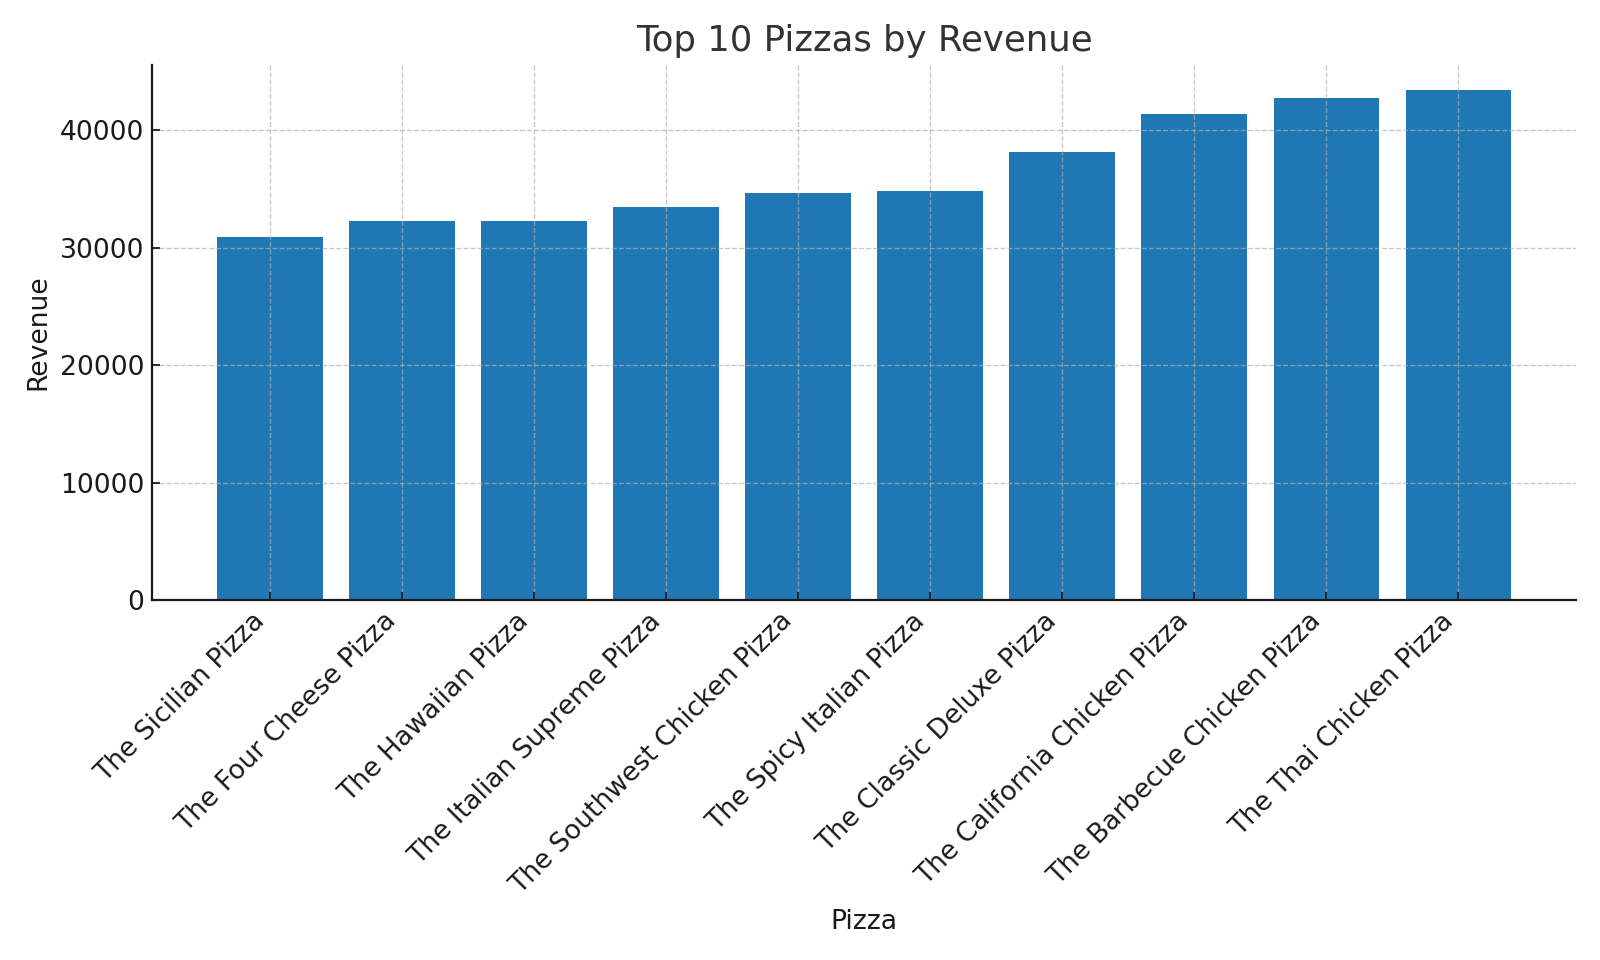 Top 10 Pizzas by Revenue
40000
30000
20000
10000
0
Revenue
The Sicilian Pizza
The Four Cheese Pizza
The Hawaiian Pizza
The Italian Supreme Pizza
The Southwest Chicken Pizza
The Spicy Italian Pizza
The Classic Deluxe Pizza
The California Chicken Pizza
The Barbecue Chicken Pizza
The Thai Chicken Pizza
Pizza